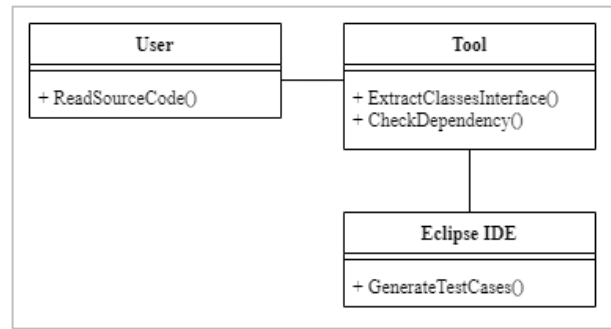 User
+ ReadSourceCode()
Tool
+ ExtractClassesInterface()
+ CheckDependency()
Eclipse IDE
+ GenerateTestCases()